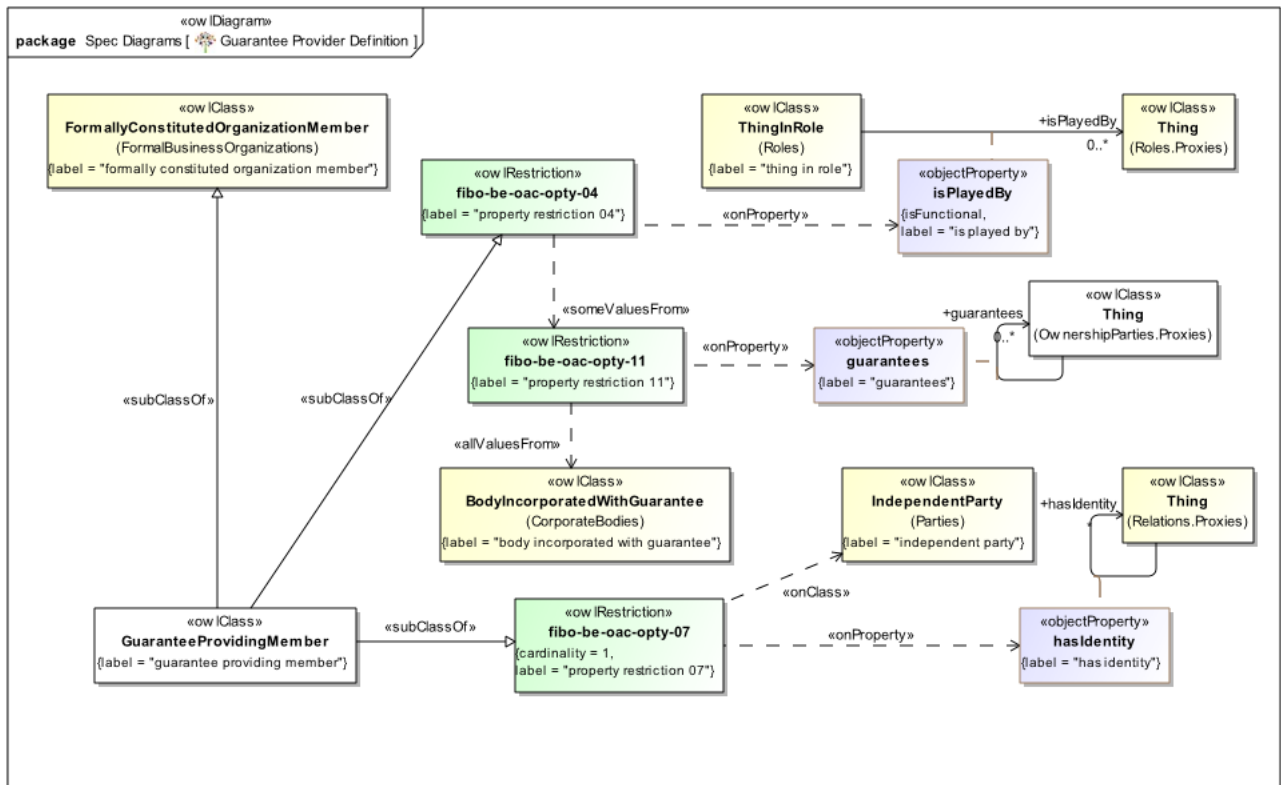 «owlDiagram»
package Spec Diagrams [ Guarantee Provider Definition ]
«owlClass»
FormallyConstitutedOrganizationMember
(FormalBusinessOrganizations)
{label = "formally constituted organization member"}
«owlClass»
ThingInRole
(Roles)
{label = "thing in role"}
+isPlayedBy
0..*
«owlClass»
Thing
(Roles.Proxies)
«owlRestriction»
fibo-be-oac-opty-04
{label = "property restriction 04"}
«onProperty»
«objectProperty»
isPlayedBy
{isFunctional,
label = "is played by"}
«someValuesFrom»
«owlRestriction»
fibo-be-oac-opty-11
{label = "property restriction 11"}
«onProperty»
«objectProperty»
guarantees
{label = "guarantees"}
+guarantees
0..*
«owlClass»
Thing
(OwnershipParties.Proxies)
«subClassOf»
«subClassOf»
«allValuesFrom»
«owlClass»
BodyIncorporatedWithGuarantee
(CorporateBodies)
{label = "body incorporated with guarantee"}
«owlClass»
IndependentParty
(Parties)
{label = "independent party"}
+hasIdentity
«owlClass»
Thing
(Relations.Proxies)
«onClass»
«owlClass»
GuaranteeProvidingMember
{label = "guarantee providing member"}
«subClassOf»
«owlRestriction»
fibo-be-oac-opty-07
{cardinality = 1,
label = "property restriction 07"}
«onProperty»
«objectProperty»
hasIdentity
{label = "has identity"}